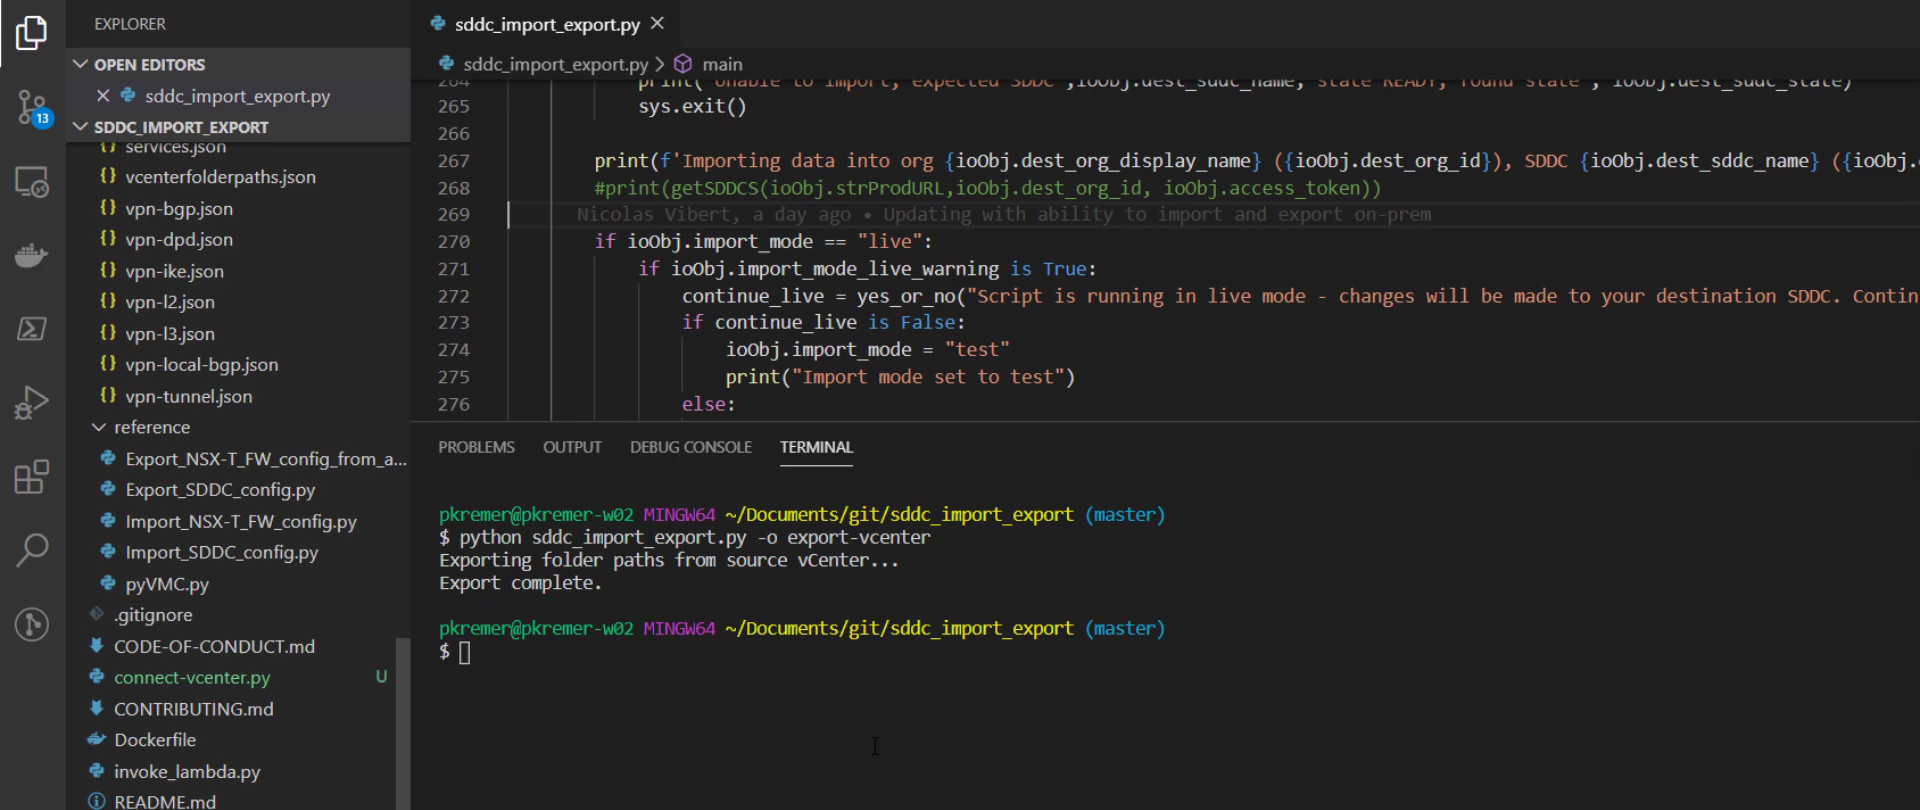 EXPLORER
OPEN EDITORS
sddc_import_export.py
SDDC_IMPORT_EXPORT
services.json
vcenterfolderpaths.json
vpn-bgp.json
vpn-dpd.json
vpn-ike.json
vpn-l2.json
vpn-l3.json
vpn-local-bgp.json
vpn-tunnel.json
reference
Export_NSX-T_FW_config_from_a...
Export_SDDC_config.py
Import_NSX-T_FW_config.py
Import_SDDC_config.py
pyVMC.py
.gitignore
CODE-OF-CONDUCT.md
connect-vcenter.py U
CONTRIBUTING.md
Dockerfile
invoke_lambda.py
README.md
13
sddc_import_export.py
sddc_import_export.py > main
264 print("Unable to import, expected SDDC ",ioObj.dest_sddc_name, "state READY, found state ", ioObj.dest_sddc_state)
265 sys.exit()
266
267 print(f'Importing data into org {ioObj.dest_org_display_name} ({ioObj.dest_org_id}), SDDC {ioObj.dest_sddc_name} ({ioObj.
268 #print(getSDDCS(ioObj.strProdURL,ioObj.dest_org_id, ioObj.access_token))
269 Nicolas Vibert, a day ago • Updating with ability to import and export on-prem
270 if ioObj.import_mode == "live":
271 if ioObj.import_mode_live_warning is True:
272 continue_live = yes_or_no("Script is running in live mode - changes will be made to your destination SDDC. Contin
273 if continue_live is False:
274 ioObj.import_mode = "test"
275 print("Import mode set to test")
276 else:
PROBLEMS OUTPUT DEBUG CONSOLE TERMINAL
pkremer@pkremer-w02 MINGW64 ~/Documents/git/sddc_import_export (master)
$ python sddc_import_export.py -o export-vcenter
Exporting folder paths from source vCenter...
Export complete.
pkremer@pkremer-w02 MINGW64 ~/Documents/git/sddc_import_export (master)
$